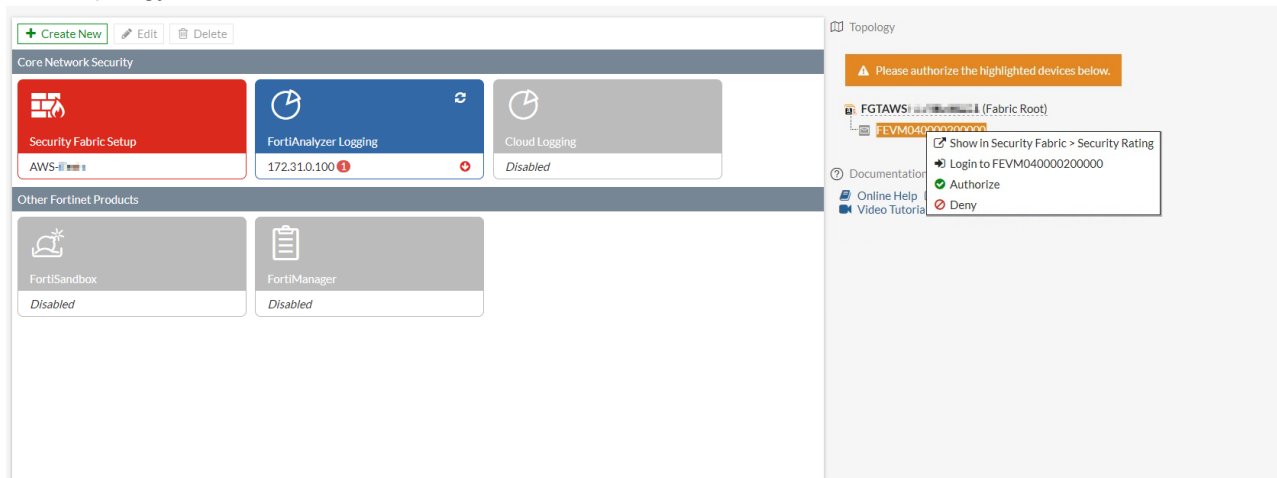 Create New Edit Delete
Core Network Security
Security Fabric Setup
AWS-
FortiAnalyzer Logging
172.31.0.100 1
Cloud Logging
Disabled
Other Fortinet Products
FortiSandbox
Disabled
FortiManager
Disabled
Topology
Please authorize the highlighted devices below.
FGTAWS (Fabric Root)
FEVM040000200000
Show in Security Fabric > Security Rating
Login to FEVM040000200000
Authorize
Deny
Documentation
Online Help
Video Tutoria